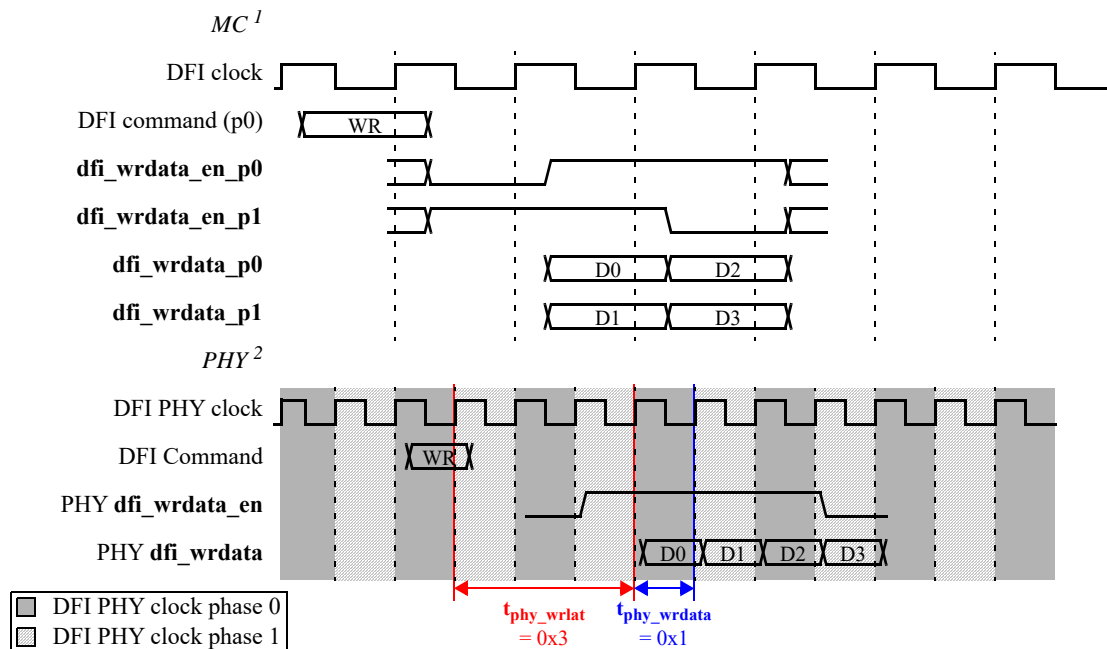 MC 1
DFI clock
DFI command (p0) WR
dfi_wrdata_en_p0
dfi_wrdata_en_p1
dfi_wrdata_p0 D0 D2
dfi_wrdata_p1 D1 D3
PHY 2
DFI PHY clock
DFI Command WR
PHY dfi_wrdata_en
PHY dfi_wrdata D0 D1 D2 D3
DFI PHY clock phase 0
DFI PHY clock phase 1
tphy_wrlat
= 0x3
tphy_wrdata
= 0x1